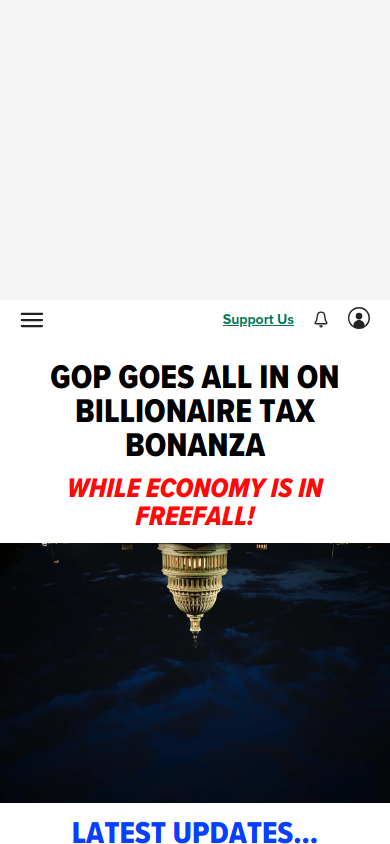 Support Us
GOP GOES ALL IN ON
BILLIONAIRE TAX
BONANZA
WHILE ECONOMY IS IN
FREEFALL!
LATEST UPDATES...